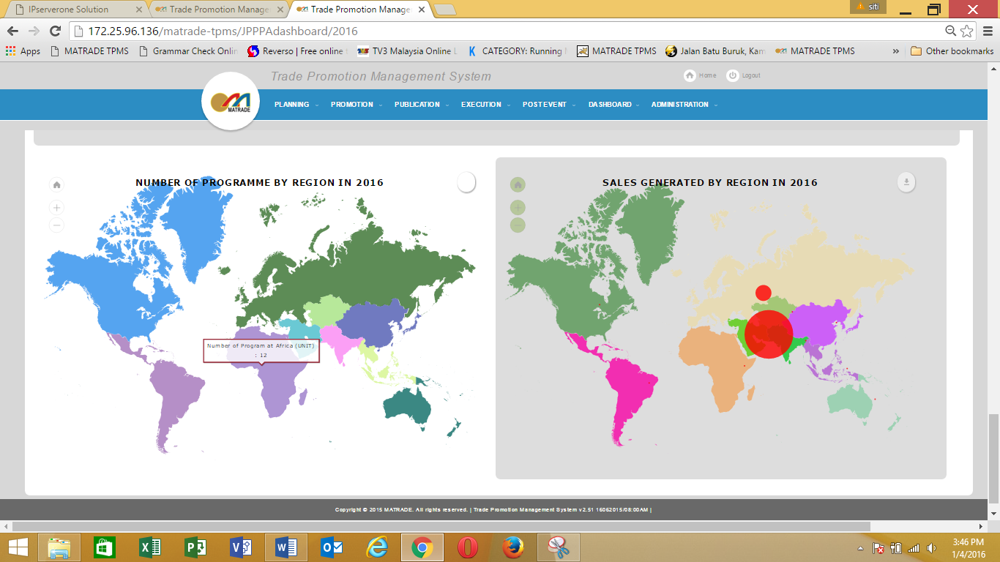 IPserverone Solution
Trade Promotion Manage
Trade Promotion Manage
siti
172.25.96.136/matrade-tpms/JPPPAdashboard/2016
Apps
MATRADE TPMS
Grammar Check Onlin
Reverso | Free online t
TV3 Malaysia Online L
CATEGORY: Running M
MATRADE TPMS
Jalan Batu Buruk, Kam
MATRADE TPMS
»
Other bookmarks
Trade Promotion Management System
Home
Logout
MATRADE
PLANNING
PROMOTION
PUBLICATION
EXECUTION
POST EVENT
DASHBOARD
ADMINISTRATION
NUMBER OF PROGRAMME BY REGION IN 2016
Number of Program at Africa (UNIT)
: 12
SALES GENERATED BY REGION IN 2016
Copyright © 2015 MATRADE. All rights reserved. | Trade Promotion Management System v2.51 16062015/08:00AM |
3:46 PM
1/4/2016